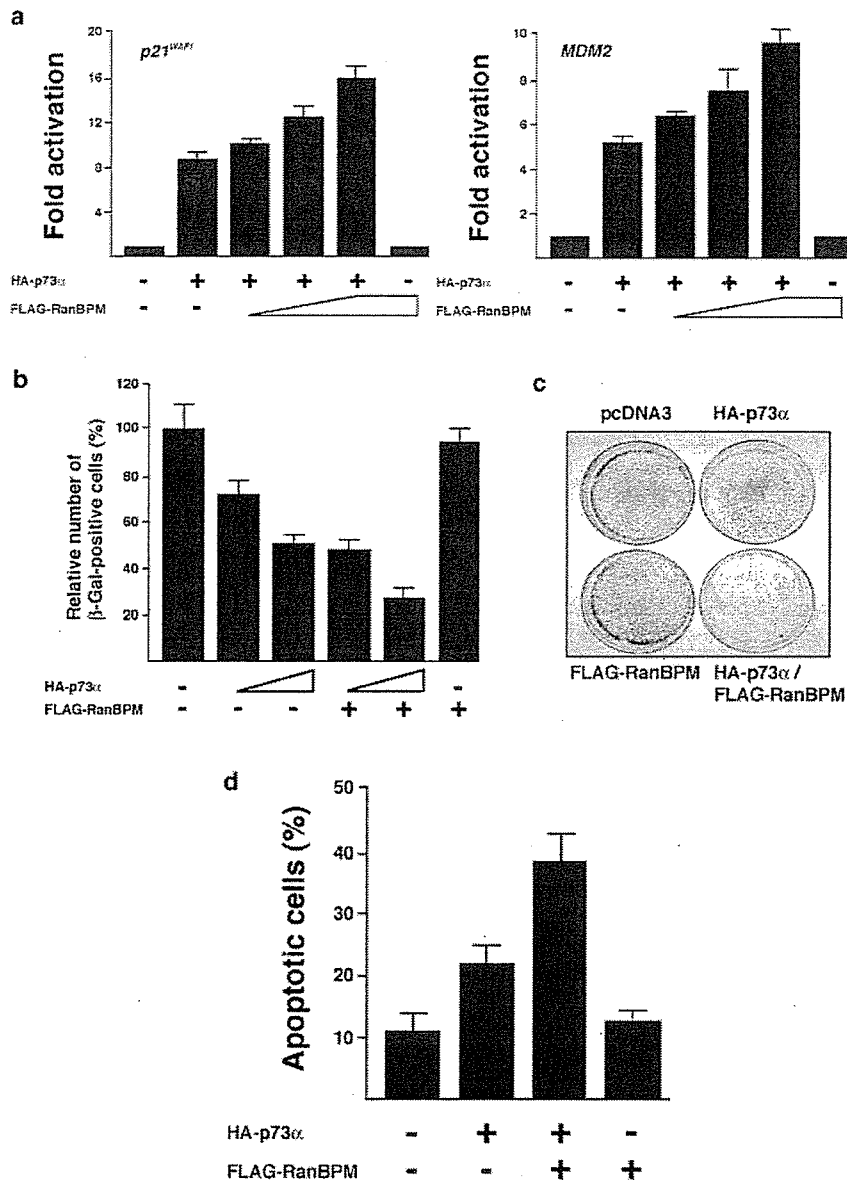 a
20
16
12
8
4
Fold activation
p21WAF1
HA-p73α - + + + + -
FLAG-RanBPM - -
10
8
6
4
2
Fold activation
MDM2
HA-p73α - + + + + -
FLAG-RanBPM - -
b
120
100
80
60
40
20
Relative number of
β-Gal-positive cells (%)
HA-p73α - -
FLAG-RanBPM - - - + + +
c
pcDNA3 HA-p73α
FLAG-RanBPM HA-p73α /
FLAG-RanBPM
d
50
40
30
20
10
Apoptotic cells (%)
HA-p73α - + + -
FLAG-RanBPM - - + +